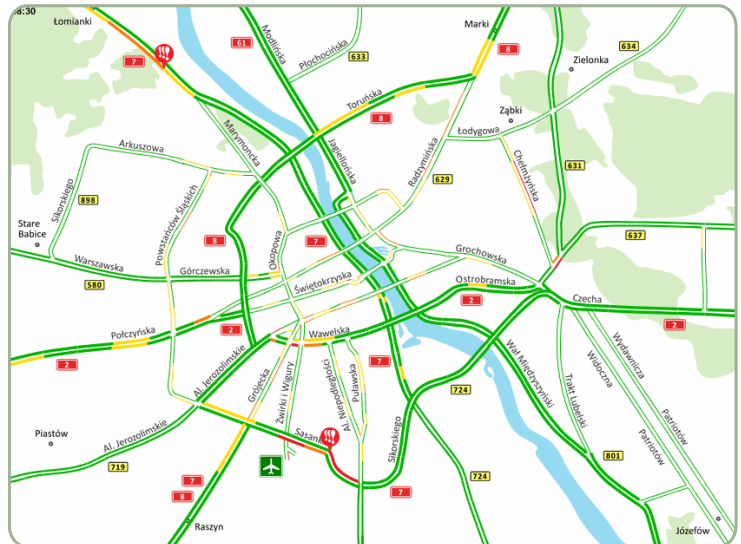 8:30
Łomianki
Marki
61
Modlińska
Płochocińska
633
634
Zielonka
7
8
Toruńska
8
Ząbki
Łodygowa
Marymoncka
Jagiellońska
Radzymińska
Chełmżyńska
631
Arkuszowa
629
Sikorskiego
898
Powstańców Śląskich
Stare
Babice
8
Okopowa
7
637
Warszawska
Górczewska
580
Grochowska
Świętokrzyska
Ostrobramska
2
Czecha
2
Połczyńska
2
Wawelska
2
Al. Jerozolimskie
Grójecka
Żwirki i Wigury
Al. Niepodległości
Puławska
7
724
Wał Międzyszyński
Trakt Lubelski
Widoczna
Wydawnicza
Patriotów
Patriotów
Sikorskiego
Piastów
Al. Jerozolimskie
719
Sasanki
801
724
7
8
7
Raszyn
Józefów